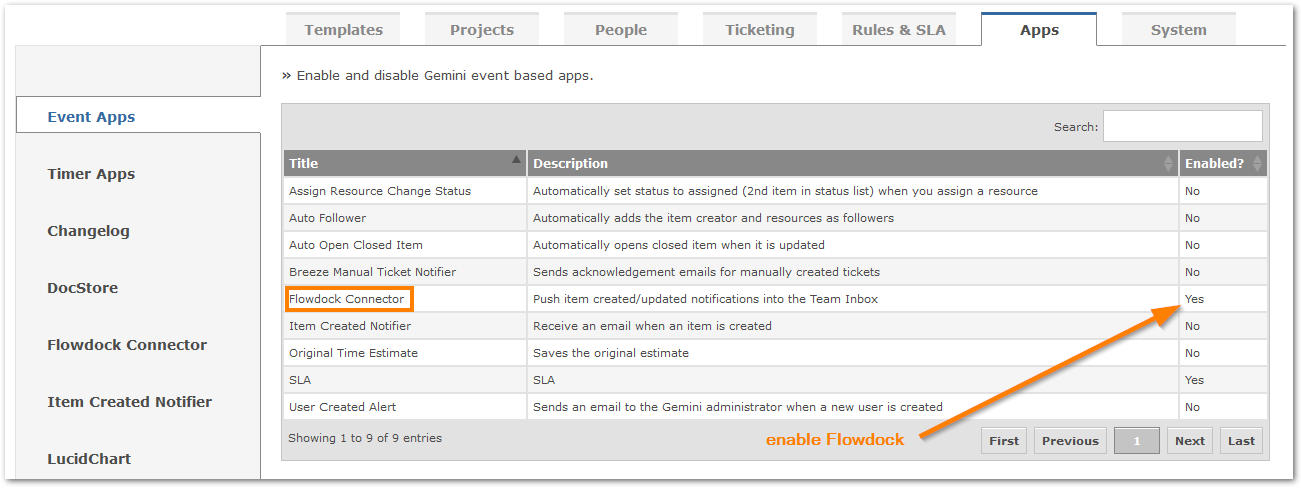 Templates Projects People Ticketing Rules & SLA Apps System
» Enable and disable Gemini event based apps.
Event Apps
Timer Apps
Changelog
DocStore
Flowdock Connector
Item Created Notifier
LucidChart
Search:
Title Description Enabled?
Assign Resource Change Status Automatically set status to assigned (2nd item in status list) when you assign a resource No
Auto Follower Automatically adds the item creator and resources as followers No
Auto Open Closed Item Automatically opens closed item when it is updated No
Breeze Manual Ticket Notifier Sends acknowledgement emails for manually created tickets No
Flowdock Connector Push item created/updated notifications into the Team Inbox Yes
Item Created Notifier Receive an email when an item is created No
Original Time Estimate Saves the original estimate No
SLA SLA Yes
User Created Alert Sends an email to the Gemini administrator when a new user is created No
Showing 1 to 9 of 9 entries
enable Flowdock
First Previous 1 Next Last